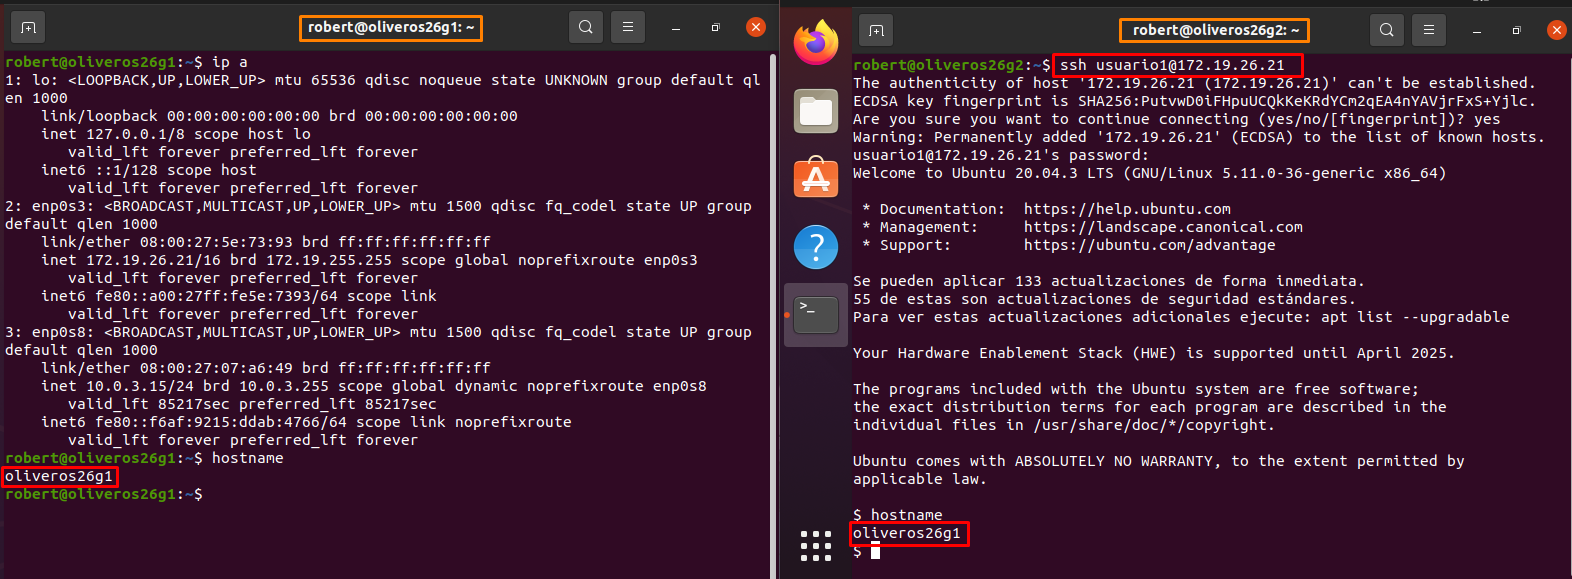 robert@oliveros26g1: ~
robert@oliveros26g1:~$ ip a
1: lo: <LOOPBACK,UP,LOWER_UP> mtu 65536 qdisc noqueue state UNKNOWN group default ql
en 1000
    link/loopback 00:00:00:00:00:00 brd 00:00:00:00:00:00
    inet 127.0.0.1/8 scope host lo
       valid_lft forever preferred_lft forever
    inet6 ::1/128 scope host
       valid_lft forever preferred_lft forever
2: enp0s3: <BROADCAST,MULTICAST,UP,LOWER_UP> mtu 1500 qdisc fq_codel state UP group
default qlen 1000
    link/ether 08:00:27:5e:73:93 brd ff:ff:ff:ff:ff:ff
    inet 172.19.26.21/16 brd 172.19.255.255 scope global noprefixroute enp0s3
       valid_lft forever preferred_lft forever
    inet6 fe80::a00:27ff:fe5e:7393/64 scope link
       valid_lft forever preferred_lft forever
3: enp0s8: <BROADCAST,MULTICAST,UP,LOWER_UP> mtu 1500 qdisc fq_codel state UP group
default qlen 1000
    link/ether 08:00:27:07:a6:49 brd ff:ff:ff:ff:ff:ff
    inet 10.0.3.15/24 brd 10.0.3.255 scope global dynamic noprefixroute enp0s8
       valid_lft 85217sec preferred_lft 85217sec
    inet6 fe80::f6af:9215:ddab:4766/64 scope link noprefixroute
       valid_lft forever preferred_lft forever
robert@oliveros26g1:~$ hostname
oliveros26g1
robert@oliveros26g1:~$
robert@oliveros26g2: ~
robert@oliveros26g2:~$ ssh usuario1@172.19.26.21
The authenticity of host '172.19.26.21 (172.19.26.21)' can't be established.
ECDSA key fingerprint is SHA256:PutvwD0iFHpuUCQkKeKRdYCm2qEA4nYAVjrFxS+Yjlc.
Are you sure you want to continue connecting (yes/no/[fingerprint])? yes
Warning: Permanently added '172.19.26.21' (ECDSA) to the list of known hosts.
usuario1@172.19.26.21's password:
Welcome to Ubuntu 20.04.3 LTS (GNU/Linux 5.11.0-36-generic x86_64)
 * Documentation:  https://help.ubuntu.com
 * Management:     https://landscape.canonical.com
 * Support:        https://ubuntu.com/advantage
Se pueden aplicar 133 actualizaciones de forma inmediata.
55 de estas son actualizaciones de seguridad estándares.
Para ver estas actualizaciones adicionales ejecute: apt list --upgradable
Your Hardware Enablement Stack (HWE) is supported until April 2025.
The programs included with the Ubuntu system are free software;
the exact distribution terms for each program are described in the
individual files in /usr/share/doc/*/copyright.
Ubuntu comes with ABSOLUTELY NO WARRANTY, to the extent permitted by
applicable law.
$ hostname
oliveros26g1
$